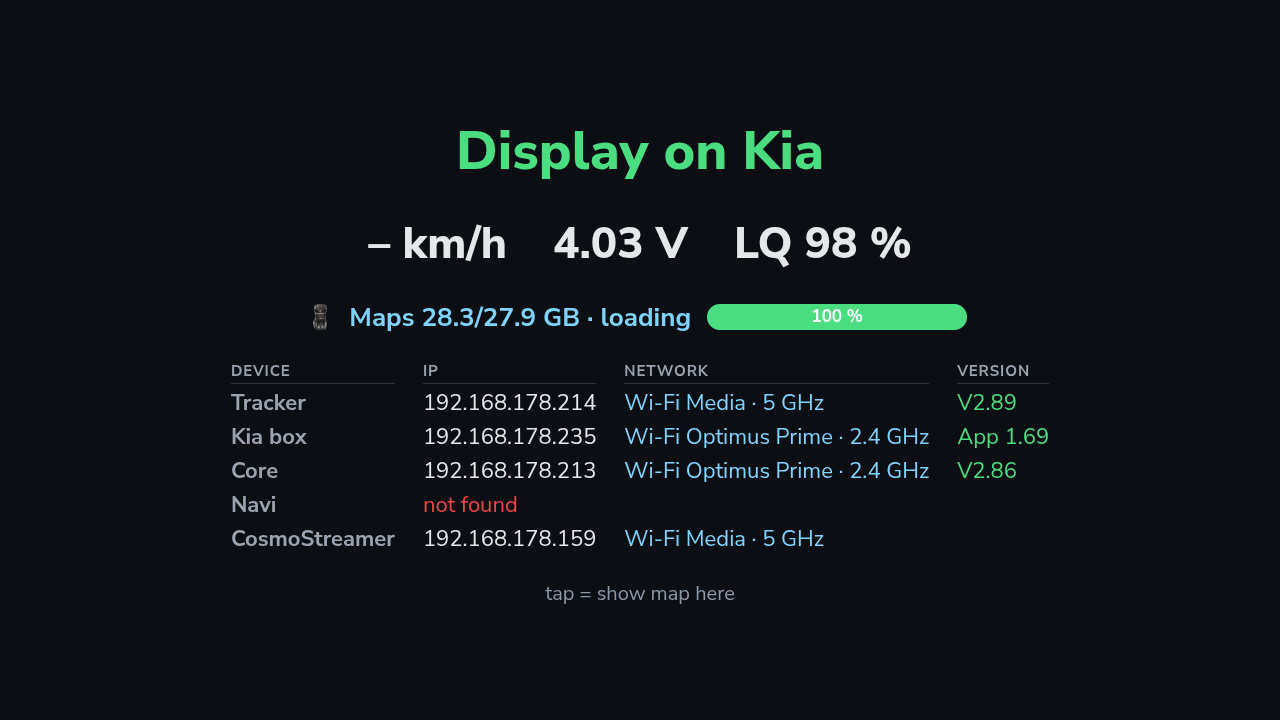 Display on Kia
– km/h 4.03 V LQ 98 %
Maps 28.3/27.9 GB · loading 100 %
DEVICE IP NETWORK VERSION
Tracker 192.168.178.214 Wi-Fi Media · 5 GHz V2.89
Kia box 192.168.178.235 Wi-Fi Optimus Prime · 2.4 GHz App 1.69
Core 192.168.178.213 Wi-Fi Optimus Prime · 2.4 GHz V2.86
Navi not found
CosmoStreamer 192.168.178.159 Wi-Fi Media · 5 GHz
tap = show map here